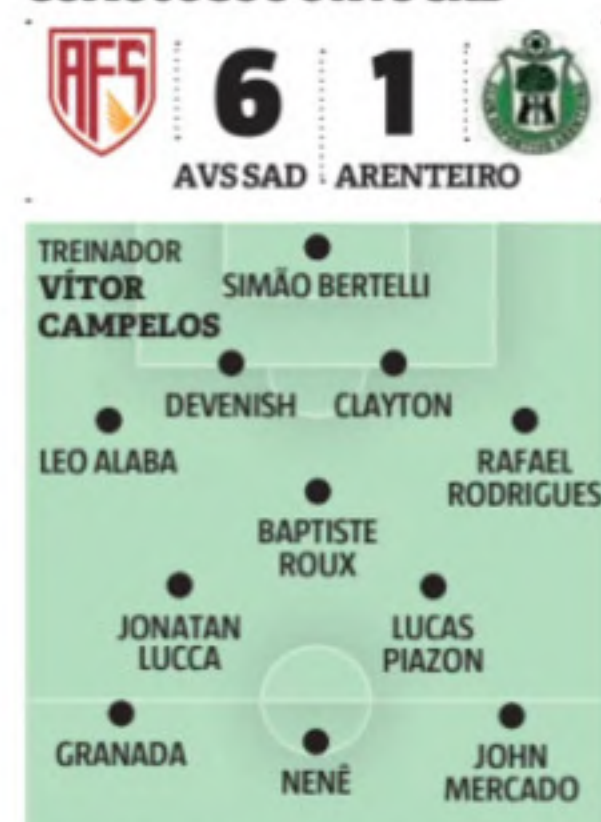 AFS
6 1
AVS SAD ARENTEIRO
TREINADOR
VÍTOR
CAMPELOS
SIMÃO BERTELLI
DEVENISH CLAYTON
LEO ALABA
RAFAEL
RODRIGUES
BAPTISTE
ROUX
JONATAN
LUCCA
LUCAS
PIAZON
GRANADA
NENÊ
JOHN
MERCADO